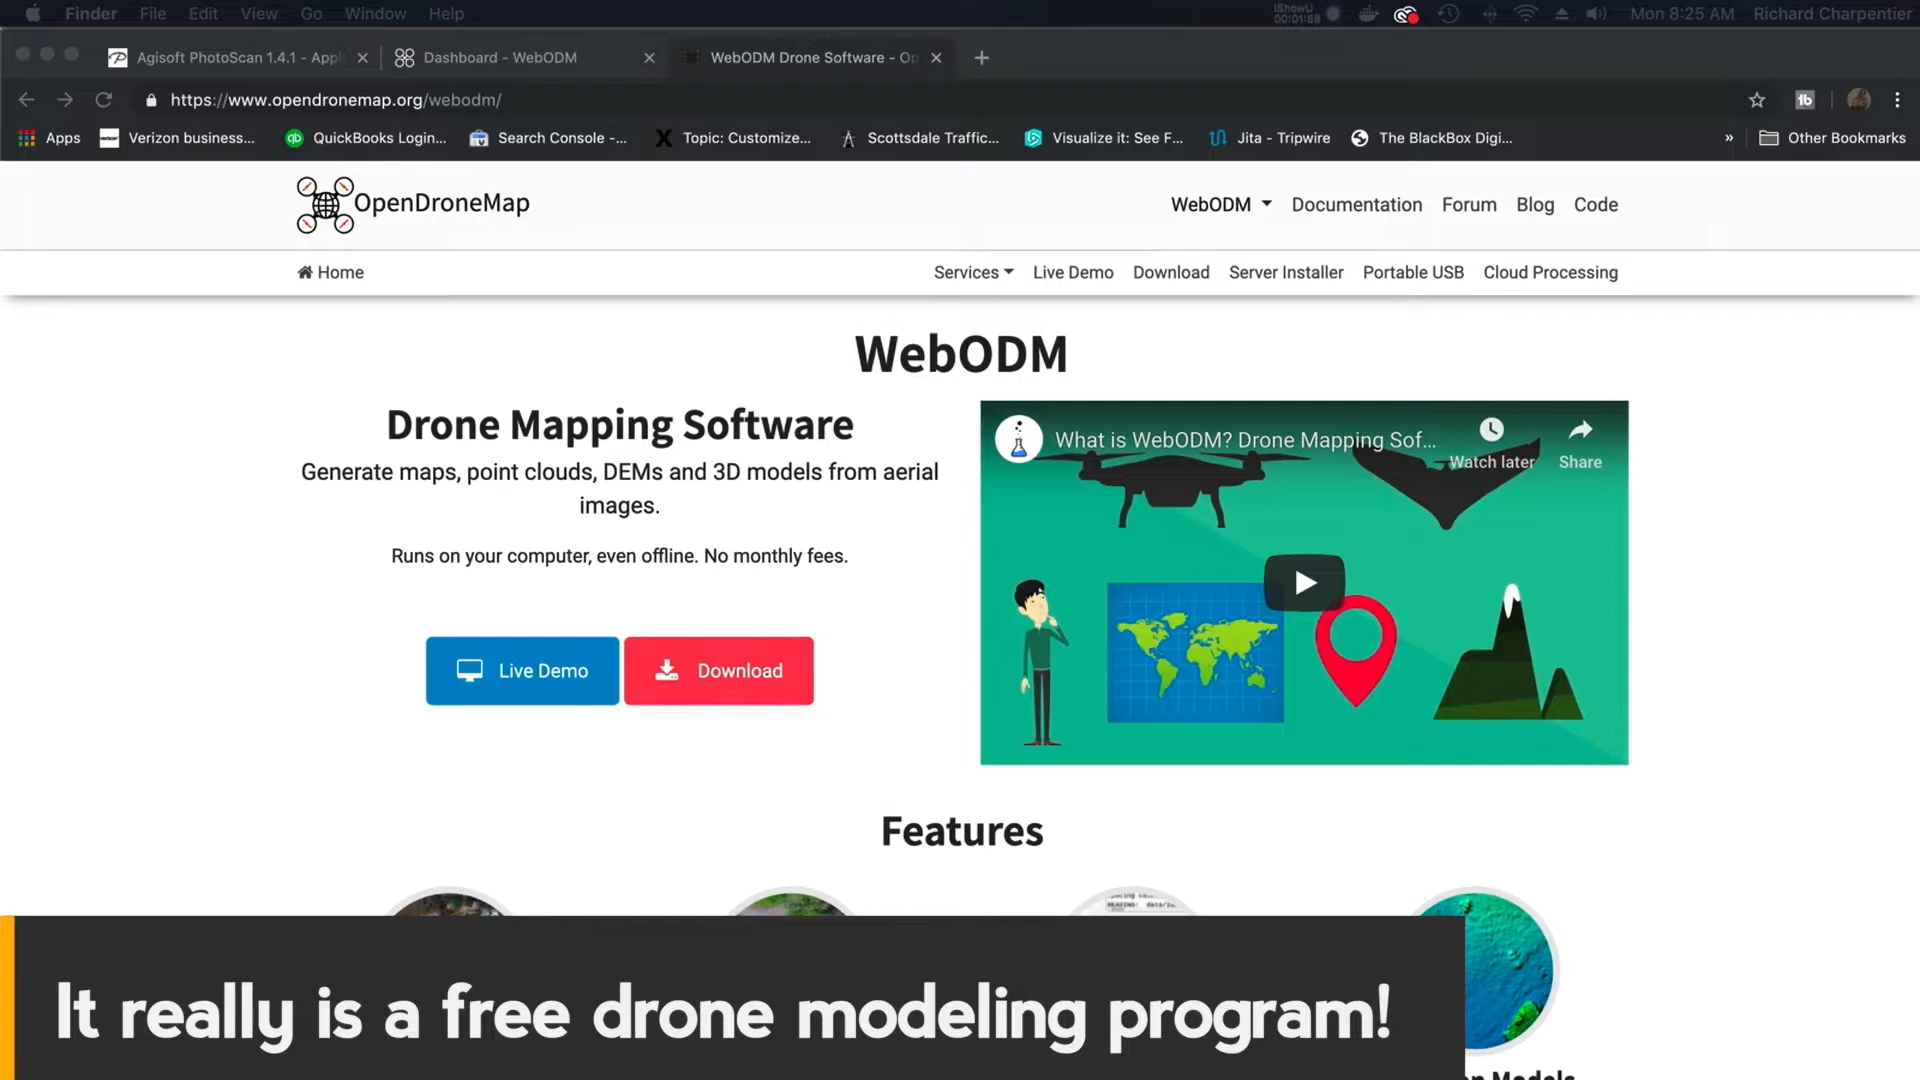 Finder File Edit View Go Window Help
iShowU
Mon 8:25 AM Richard Charpentier
Agisoft PhotoScan 1.4.1 - Appl
Dashboard - WebODM
WebODM Drone Software - Op
https://www.opendronemap.org/webodm/
Apps
Verizon business...
QuickBooks Login...
Search Console -...
Topic: Customize...
Scottsdale Traffic...
Visualize it: See F...
Jita - Tripwire
The BlackBox Digi...
»
Other Bookmarks
OpenDroneMap
WebODM Documentation Forum Blog Code
Home
Services Live Demo Download Server Installer Portable USB Cloud Processing
WebODM
Drone Mapping Software
Generate maps, point clouds, DEMs and 3D models from aerial
images.
Runs on your computer, even offline. No monthly fees.
Live Demo
Download
What is WebODM? Drone Mapping Sof...
Watch later
Share
Features
It really is a free drone modeling program!